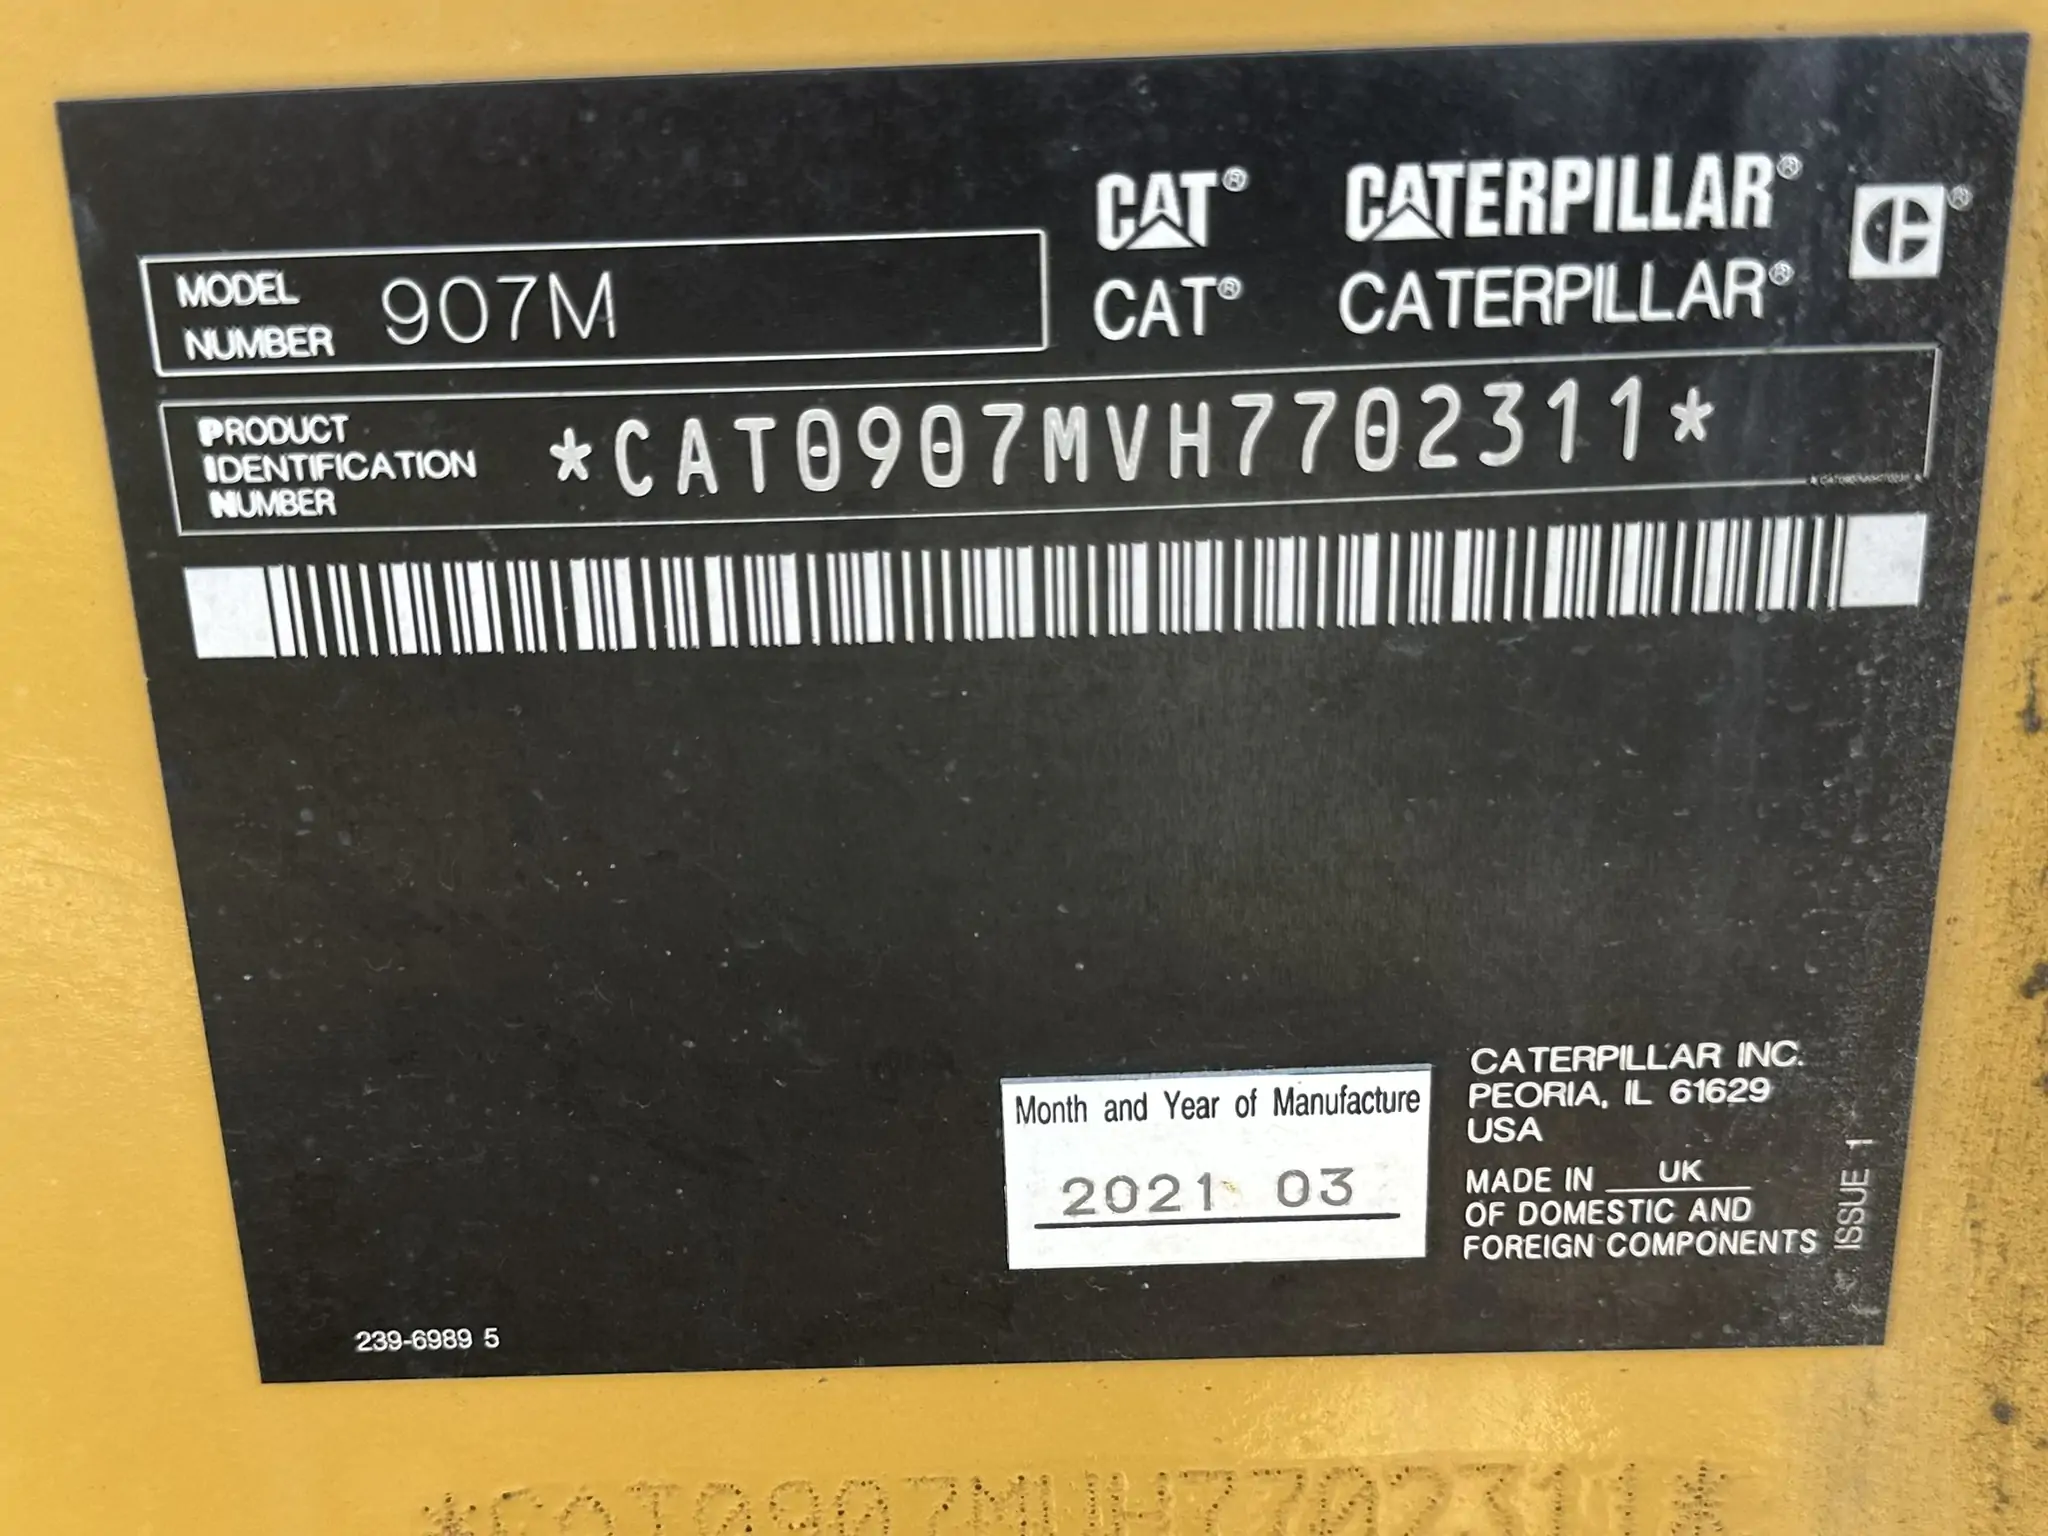 CAT® CATERPILLAR® ®
CAT® CATERPILLAR®
MODEL
NUMBER 907M
PRODUCT
IDENTIFICATION
NUMBER
*CAT0907MVH7702311*
CATERPILLAR INC.
PEORIA, IL 61629
USA
MADE IN UK
OF DOMESTIC AND
FOREIGN COMPONENTS
ISSUE 1
Month and Year of Manufacture
2021 03
239-6989 5
*CAT0907MVH7702311*